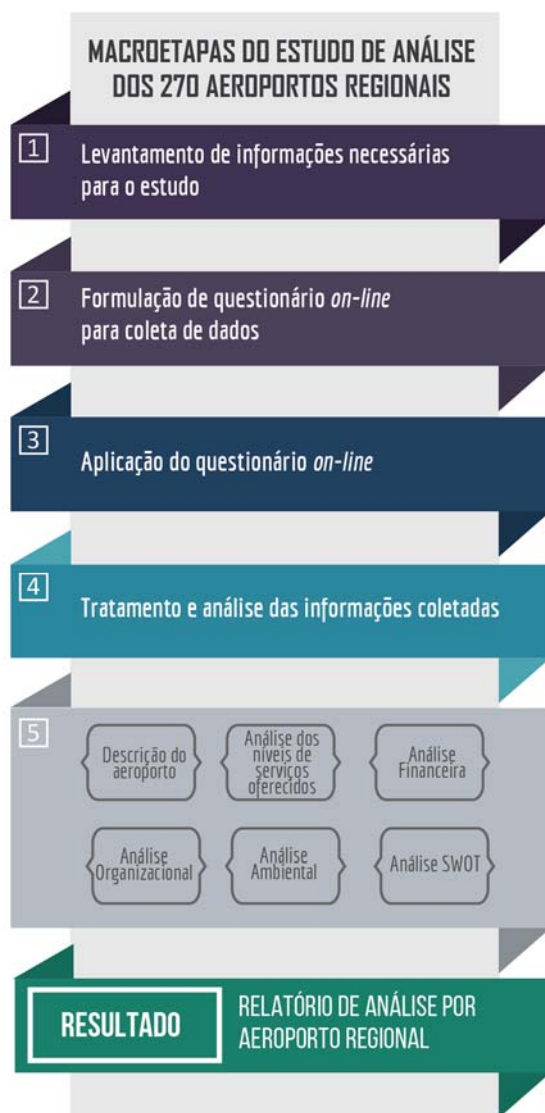 MACROETAPAS DO ESTUDO DE ANÁLISE
DOS 270 AEROPORTOS REGIONAIS
1
Levantamento de informações necessárias
para o estudo
2
Formulação de questionário on-line
para coleta de dados
3
Aplicação do questionário on-line
4
Tratamento e análise das informações coletadas
5
Descrição do
aeroporto
Análise dos
níveis de
serviços
oferecidos
Análise
Financeira
Análise
Organizacional
Análise
Ambiental
Análise SWOT
RESULTADO
RELATÓRIO DE ANÁLISE POR
AEROPORTO REGIONAL